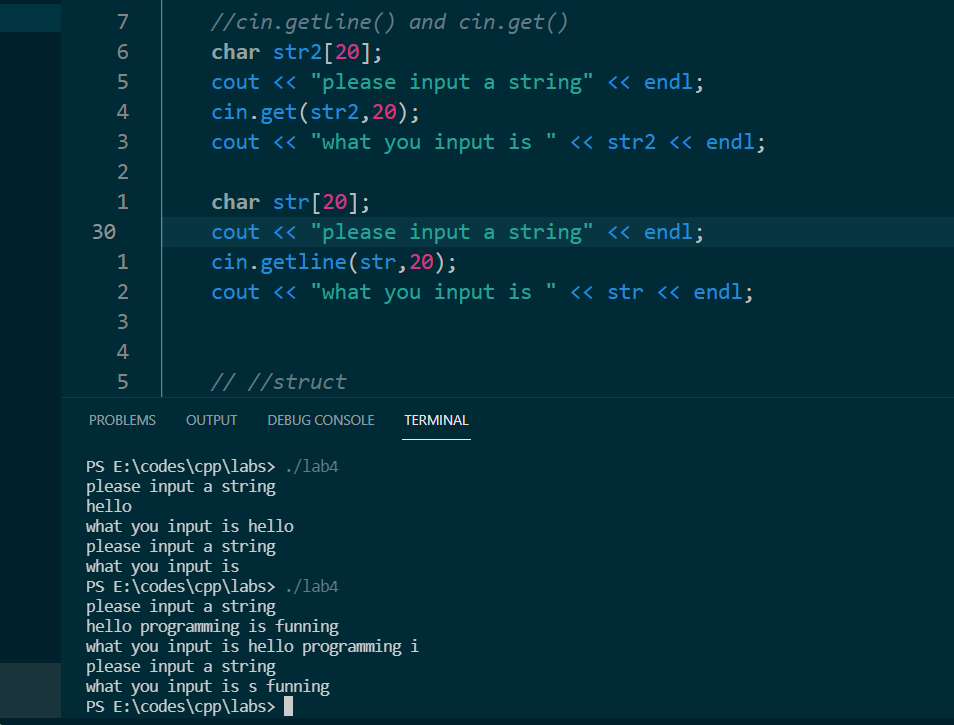 7 //cin.getline() and cin.get()
6 char str2[20];
5 cout << "please input a string" << endl;
4 cin.get(str2,20);
3 cout << "what you input is " << str2 << endl;
2
1 char str[20];
30 cout << "please input a string" << endl;
1 cin.getline(str,20);
2 cout << "what you input is " << str << endl;
3
4
5 // //struct
PROBLEMS OUTPUT DEBUG CONSOLE TERMINAL
PS E:\codes\cpp\labs> ./lab4
please input a string
hello
what you input is hello
please input a string
what you input is
PS E:\codes\cpp\labs> ./lab4
please input a string
hello programming is funning
what you input is hello programming i
please input a string
what you input is s funning
PS E:\codes\cpp\labs>